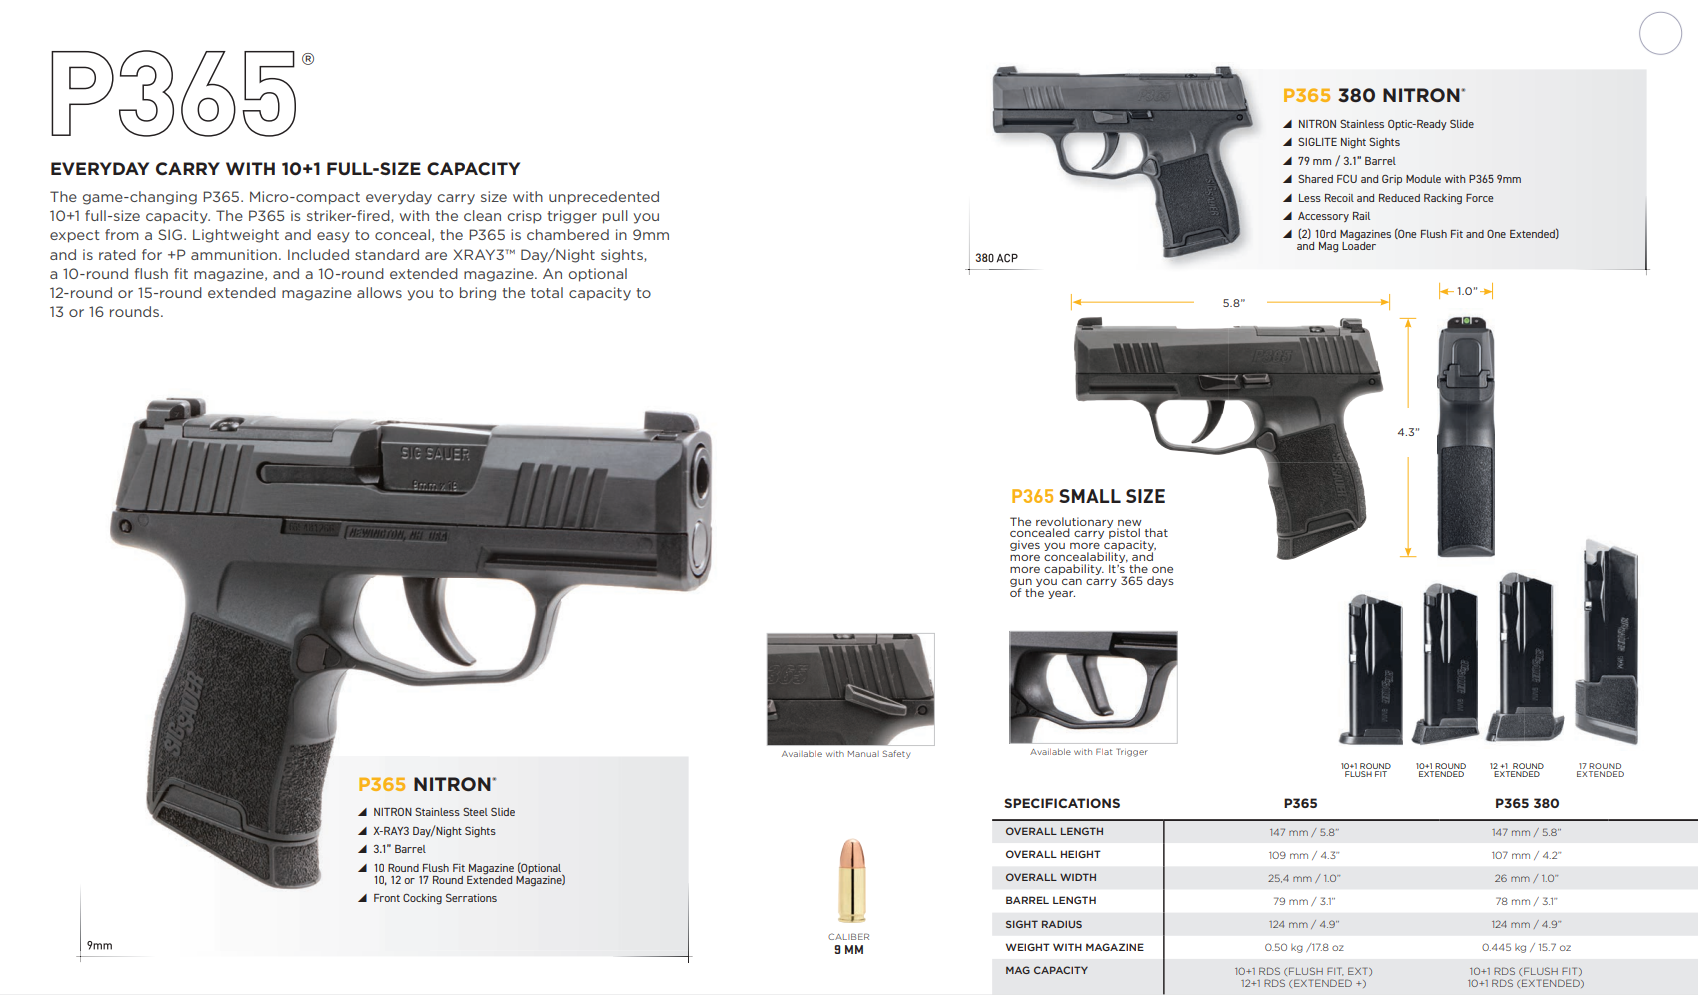 P365®
EVERYDAY CARRY WITH 10+1 FULL-SIZE CAPACITY
The game-changing P365. Micro-compact everyday carry size with unprecedented
10+1 full-size capacity. The P365 is striker-fired, with the clean crisp trigger pull you
expect from a SIG. Lightweight and easy to conceal, the P365 is chambered in 9mm
and is rated for +P ammunition. Included standard are XRAY3™ Day/Night sights,
a 10-round flush fit magazine, and a 10-round extended magazine. An optional
12-round or 15-round extended magazine allows you to bring the total capacity to
13 or 16 rounds.
SIG SAUER
9mm x 19
NEWINGTON, NH USA
SIG SAUER
P365 NITRON®
NITRON Stainless Steel Slide
X-RAY3 Day/Night Sights
3.1" Barrel
10 Round Flush Fit Magazine (Optional
10, 12 or 17 Round Extended Magazine)
Front Cocking Serrations
9mm
Available with Manual Safety
CALIBER
9 MM
P365 380 NITRON®
NITRON Stainless Optic-Ready Slide
SIGLITE Night Sights
79 mm / 3.1" Barrel
Shared FCU and Grip Module with P365 9mm
Less Recoil and Reduced Racking Force
Accessory Rail
(2) 10rd Magazines (One Flush Fit and One Extended)
and Mag Loader
380 ACP
5.8"
1.0"
4.3"
P365 SMALL SIZE
The revolutionary new
concealed carry pistol that
gives you more capacity,
more concealability, and
more capability. It's the one
gun you can carry 365 days
of the year.
Available with Flat Trigger
10+1 ROUND
FLUSH FIT
10+1 ROUND
EXTENDED
12 +1 ROUND
EXTENDED
17 ROUND
EXTENDED
SPECIFICATIONS P365 P365 380
OVERALL LENGTH 147 mm / 5.8" 147 mm / 5.8"
OVERALL HEIGHT 109 mm / 4.3" 107 mm / 4.2"
OVERALL WIDTH 25,4 mm / 1.0" 26 mm / 1.0"
BARREL LENGTH 79 mm / 3.1" 78 mm / 3.1"
SIGHT RADIUS 124 mm / 4.9" 124 mm / 4.9"
WEIGHT WITH MAGAZINE 0.50 kg /17.8 oz 0.445 kg / 15.7 oz
MAG CAPACITY 10+1 RDS (FLUSH FIT, EXT) 10+1 RDS (FLUSH FIT)
12+1 RDS (EXTENDED +) 10+1 RDS (EXTENDED)